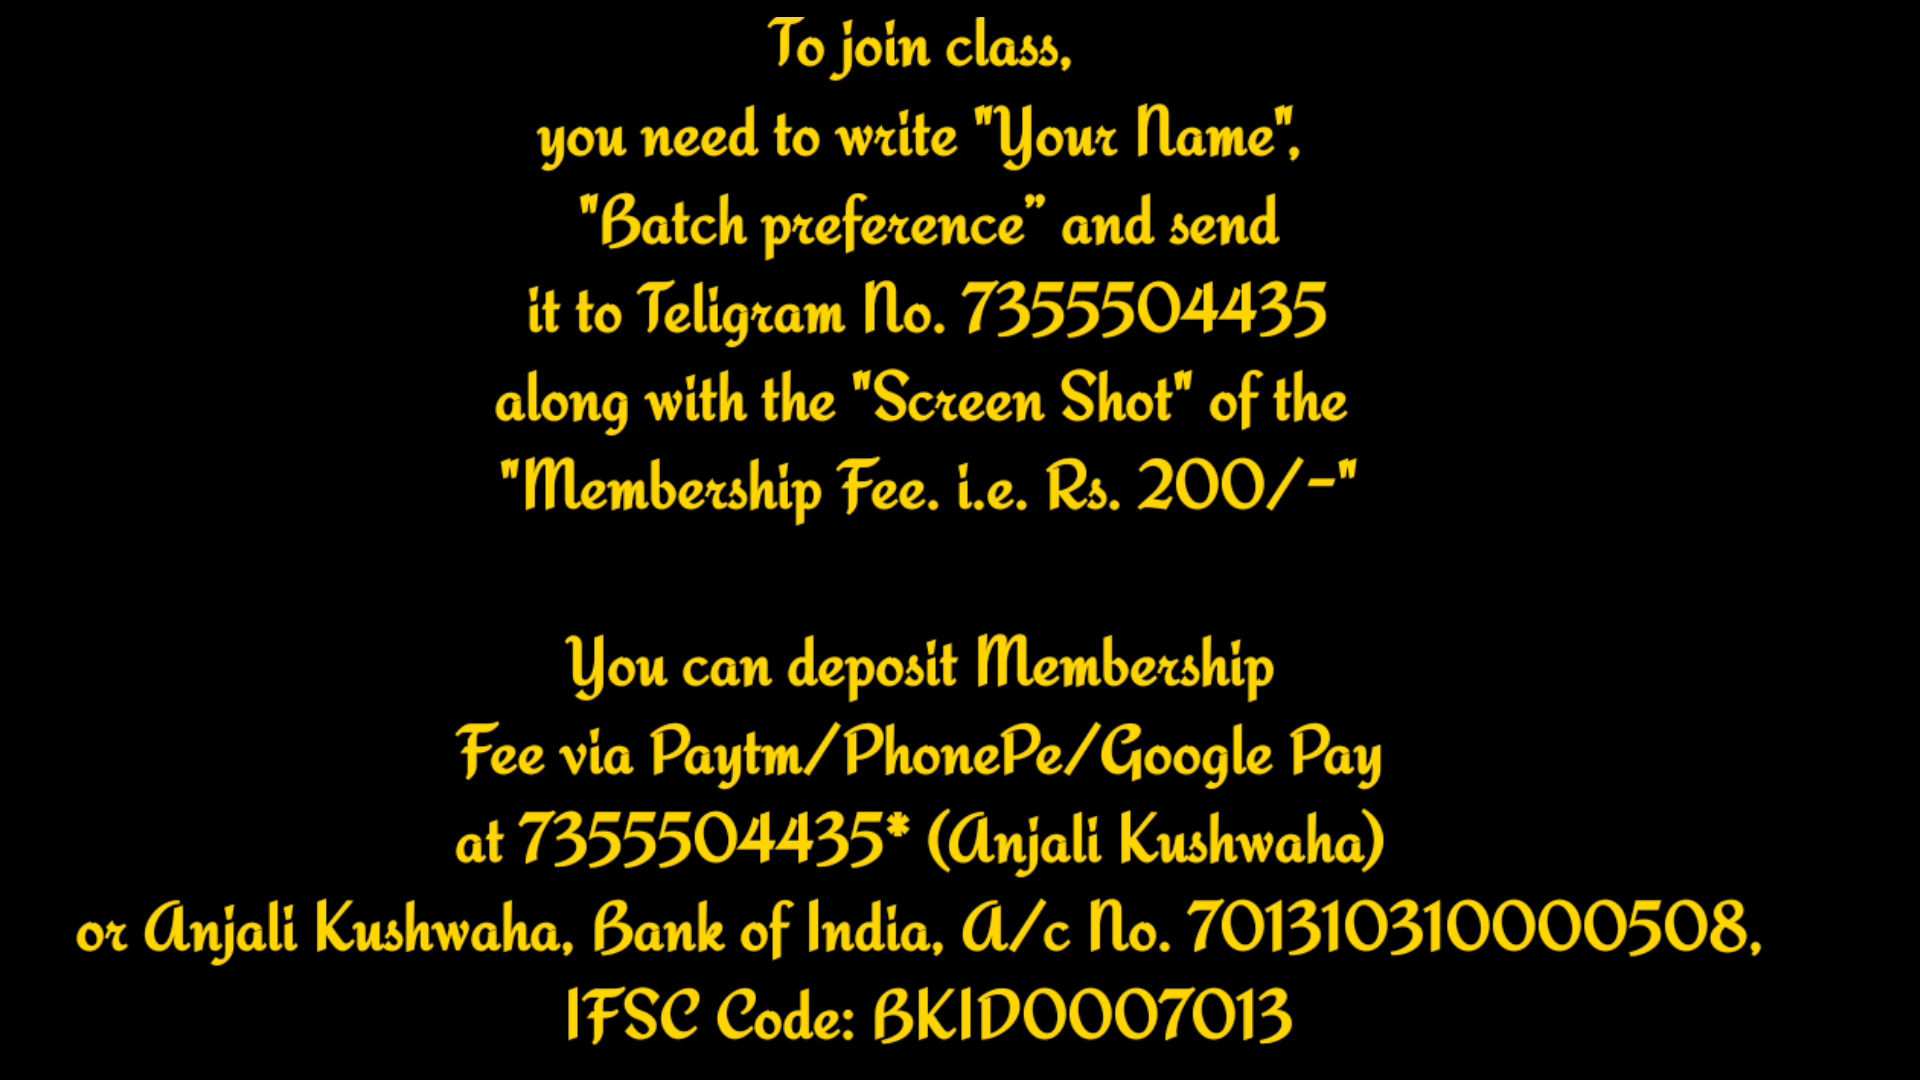 To join class,
you need to write "Your Name",
"Batch preference” and send
it to Teligram No. 7355504435
along with the "Screen Shot" of the
"Membership Fee. i.e. Rs. 200/-"
You can deposit Membership
Fee via Paytm/PhonePe/Google Pay
at 7355504435* (Anjali Kushwaha)
or Anjali Kushwaha, Bank of India, A/c No. 701310310000508,
IFSC Code: BKID0007013